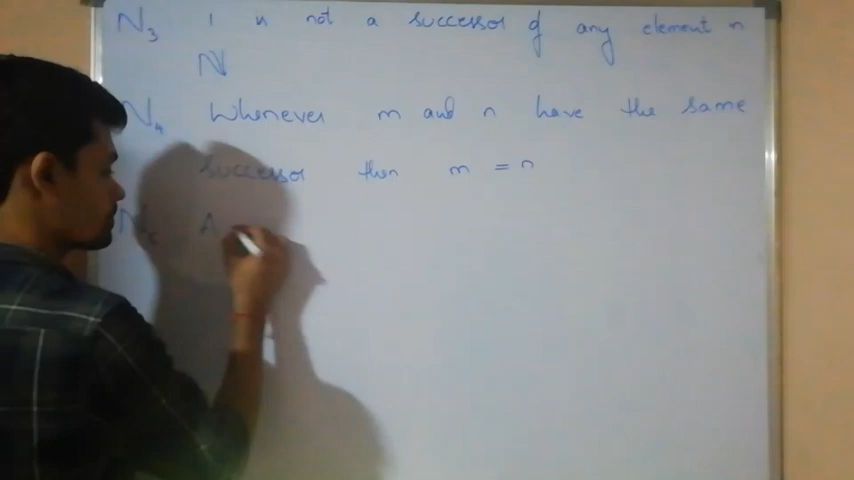 N₃ 1 is not a successor of any element in
N
N₄ Whenever m and n have the same
successor then m = n
N₅ A